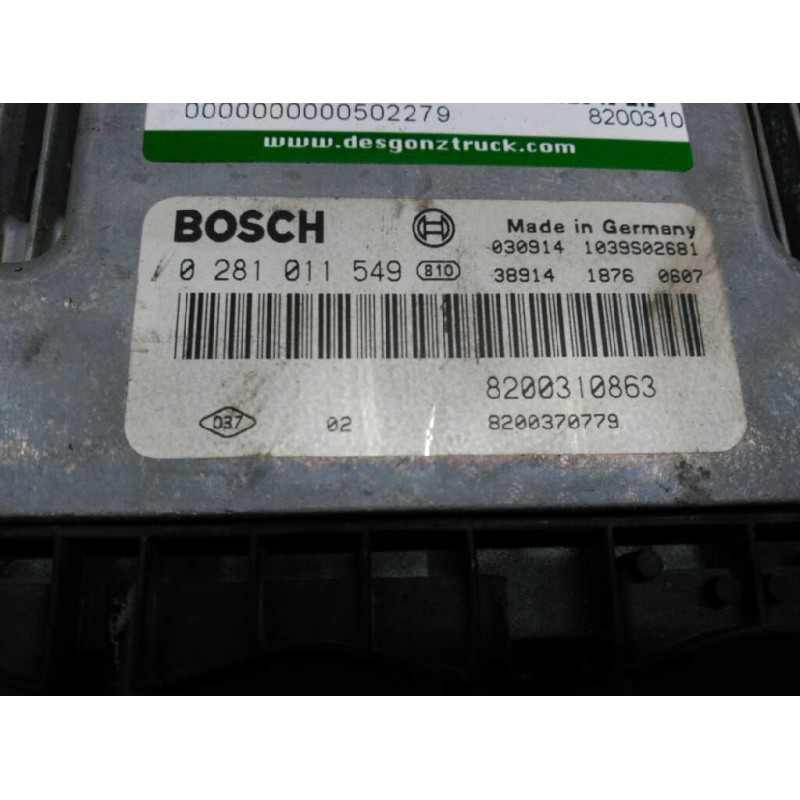 0000000000502279 8200310
www.desgonztruck.com
BOSCH Made in Germany
030914 1039S02681
0 281 011 549 810 38914 1876 0607
8200310863
037 02 8200370779